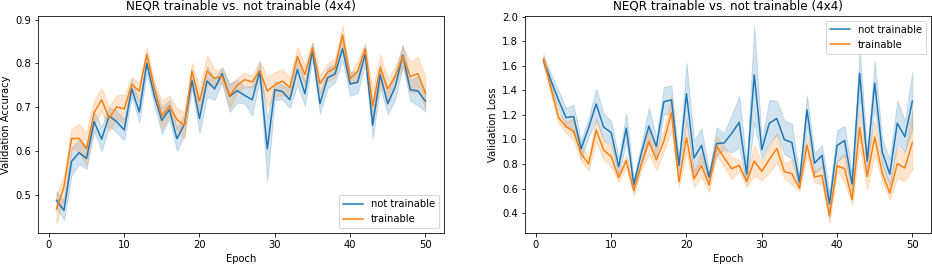 NEQR trainable vs. not trainable (4x4)
Validation Accuracy
0.9
0.8
0.7
0.6
0.5
0 10 20 30 40 50
Epoch
not trainable
trainable
NEQR trainable vs. not trainable (4x4)
Validation Loss
2.0
1.8
1.6
1.4
1.2
1.0
0.8
0.6
0.4
0 10 20 30 40 50
Epoch
not trainable
trainable